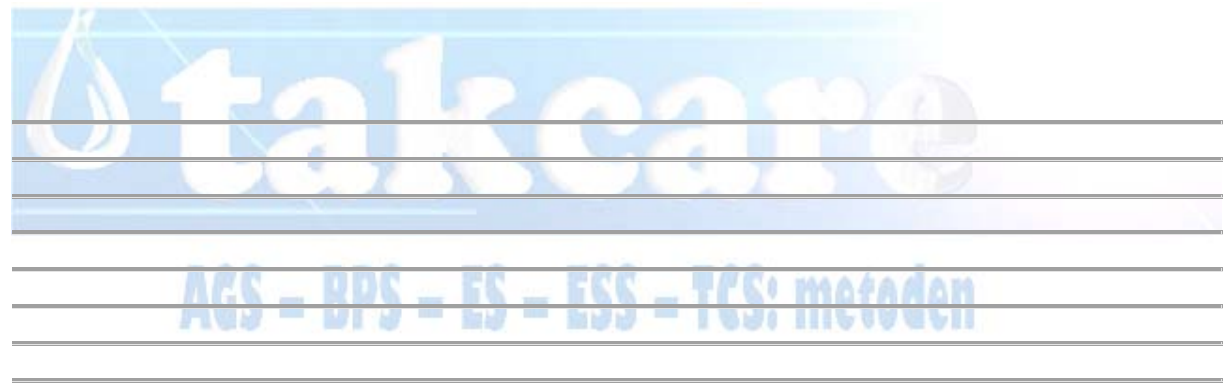 takcare
AGS – BPS – ES – ESS – TCS: metoden